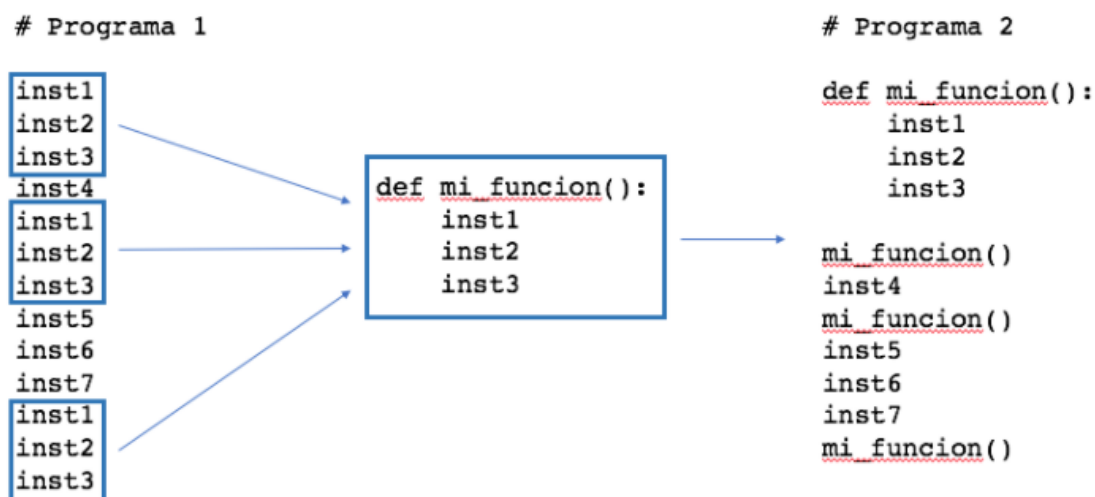 # Programa 1
inst1
inst2
inst3
inst4
inst1
inst2
inst3
inst5
inst6
inst7
inst1
inst2
inst3
def mi_funcion():
    inst1
    inst2
    inst3
# Programa 2
def mi_funcion():
    inst1
    inst2
    inst3
mi_funcion()
inst4
mi_funcion()
inst5
inst6
inst7
mi_funcion()